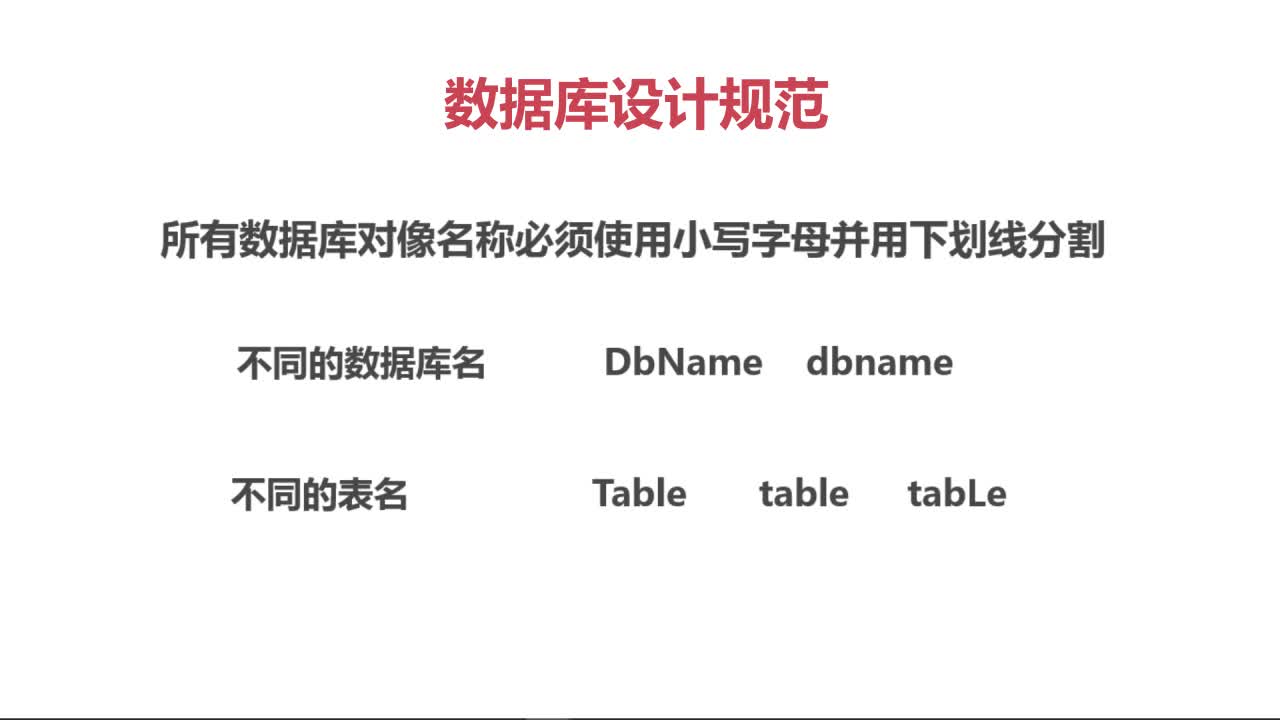 数据库设计规范
所有数据库对像名称必须使用小写字母并用下划线分割
不同的数据库名 DbName dbname
不同的表名 Table table tabLe